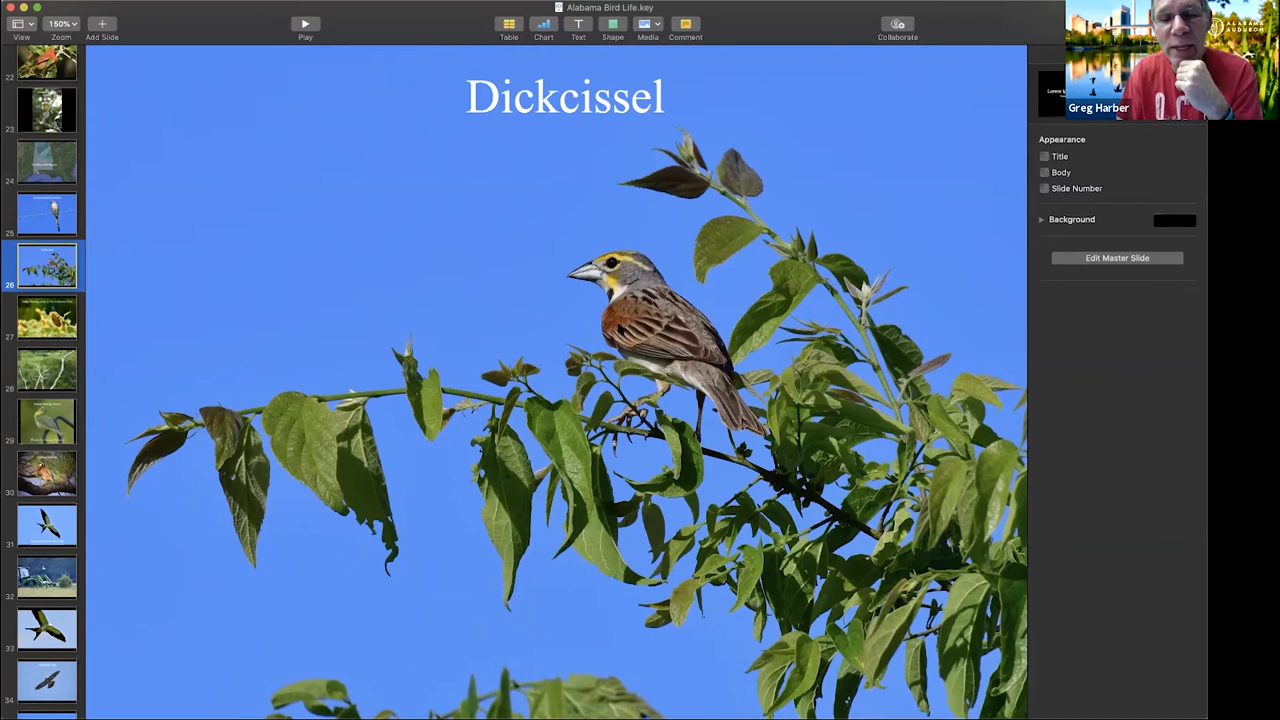 Alabama Bird Life.key
150%
View
Zoom
Add Slide
Play
Table
Chart
Text
Shape
Media
Comment
Collaborate
ALABAMA
AUDUBON
Greg Harber
Dickcissel
Appearance
Title
Body
Slide Number
Background
Edit Master Slide
22
23
24
25
26
27
28
29
30
31
32
33
34